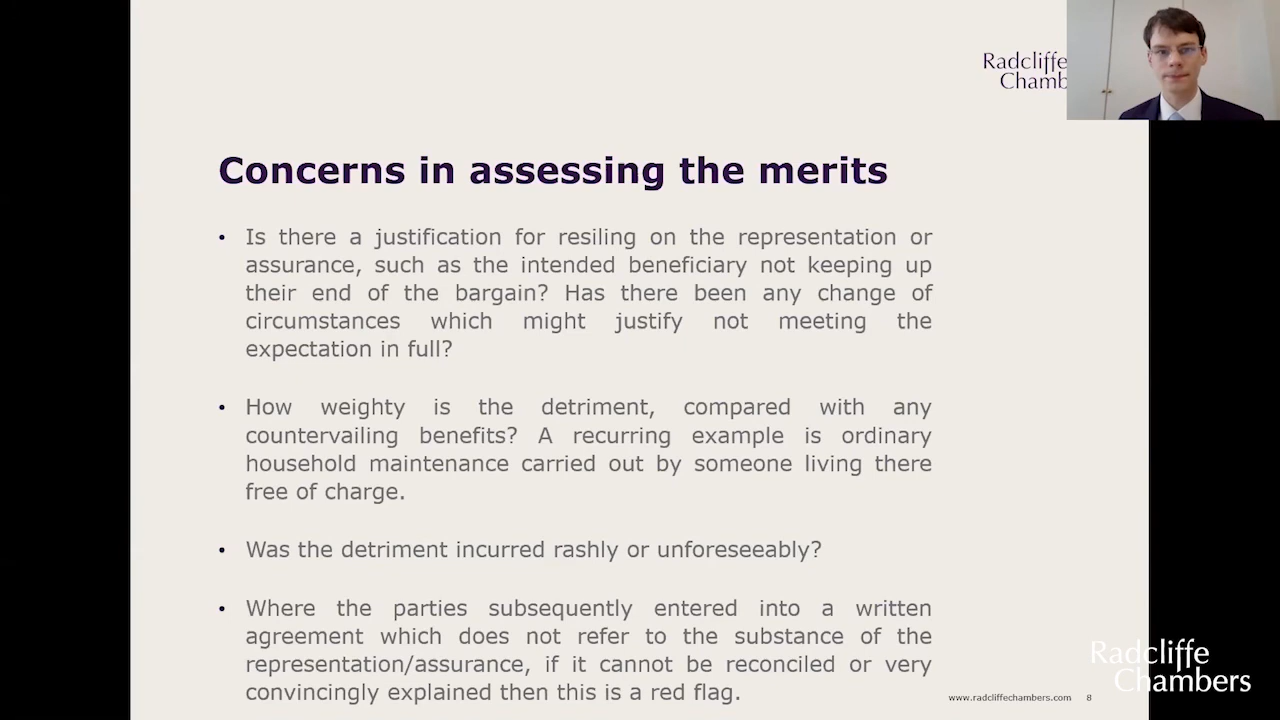 Radcliffe
Chamb
Concerns in assessing the merits
• Is there a justification for resiling on the representation or
assurance, such as the intended beneficiary not keeping up
their end of the bargain? Has there been any change of
circumstances which might justify not meeting the
expectation in full?
• How weighty is the detriment, compared with any
countervailing benefits? A recurring example is ordinary
household maintenance carried out by someone living there
free of charge.
• Was the detriment incurred rashly or unforeseeably?
• Where the parties subsequently entered into a written
agreement which does not refer to the substance of the
representation/assurance, if it cannot be reconciled or very
convincingly explained then this is a red flag.
www.radcliffechambers.com 8
Radcliffe
Chambers